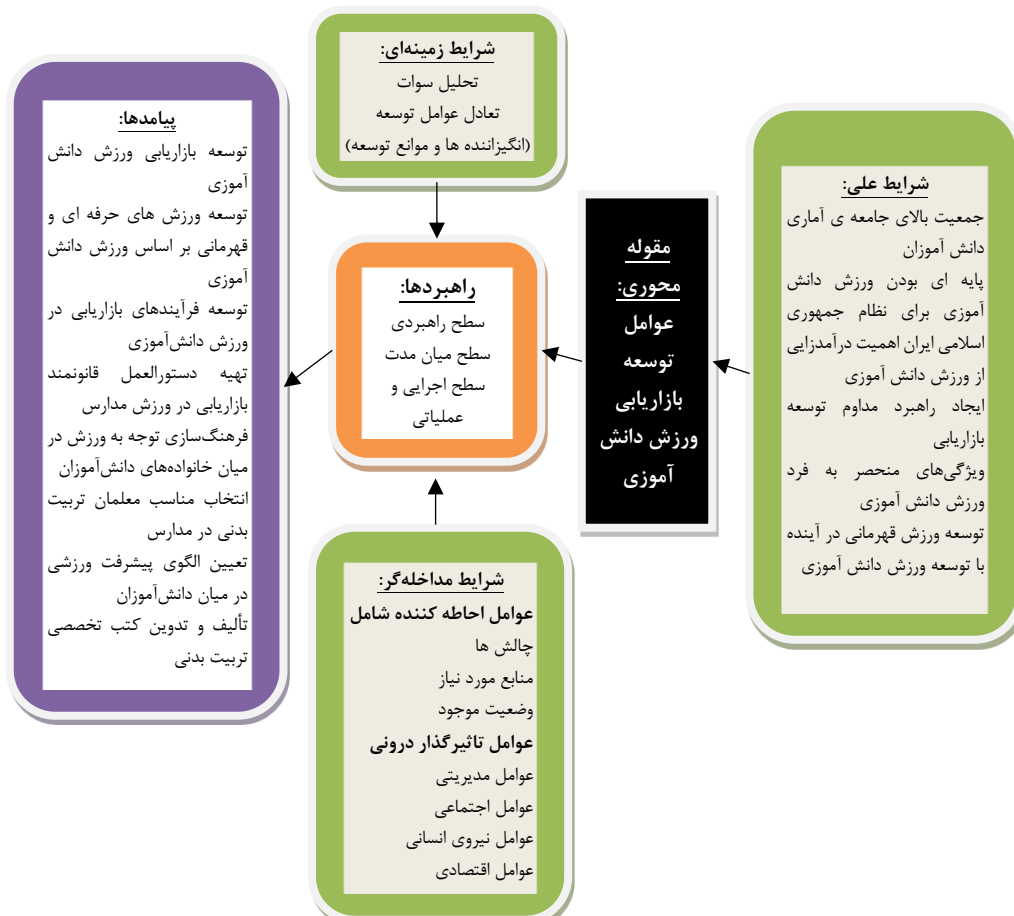 شرایط زمینه‌ای:
تحلیل سوات
تعادل عوامل توسعه
(انگیزاننده ها و موانع توسعه)
شرایط علی:
جمعیت بالای جامعه ی آماری
دانش آموزان
پایه ای بودن ورزش دانش
آموزی برای نظام جمهوری
اسلامی ایران اهمیت درآمدزایی
از ورزش دانش آموزی
ایجاد راهبرد مداوم توسعه
بازاریابی
ویژگی‌های منحصر به فرد
ورزش دانش آموزی
توسعه ورزش قهرمانی در آینده
با توسعه ورزش دانش آموزی
مقوله
محوری:
عوامل
توسعه
بازاریابی
ورزش دانش
آموزی
راهبردها:
سطح راهبردی
سطح میان مدت
سطح اجرایی و
عملیاتی
شرایط مداخله‌گر:
عوامل احاطه کننده شامل
چالش ها
منابع مورد نیاز
وضعیت موجود
عوامل تاثیرگذار درونی
عوامل مدیریتی
عوامل اجتماعی
عوامل نیروی انسانی
عوامل اقتصادی
پیامدها:
توسعه بازاریابی ورزش دانش
آموزی
توسعه ورزش های حرفه ای و
قهرمانی بر اساس ورزش دانش
آموزی
توسعه فرآیندهای بازاریابی در
ورزش دانش‌آموزی
تهیه دستورالعمل قانونمند
بازاریابی در ورزش مدارس
فرهنگ‌سازی توجه به ورزش در
میان خانواده‌های دانش‌آموزان
انتخاب مناسب معلمان تربیت
بدنی در مدارس
تعیین الگوی پیشرفت ورزشی
در میان دانش‌آموزان
تألیف و تدوین کتب تخصصی
تربیت بدنی